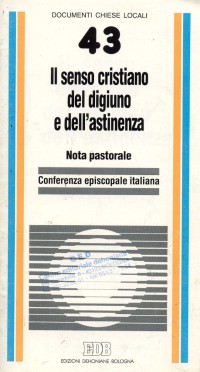 DOCUMENTI CHIESE LOCALI
43
Il senso cristiano
del digiuno
e dell'astinenza
Nota pastorale
Conferenza episcopale italiana
EDB
EDIZIONI DEHONIANE BOLOGNA